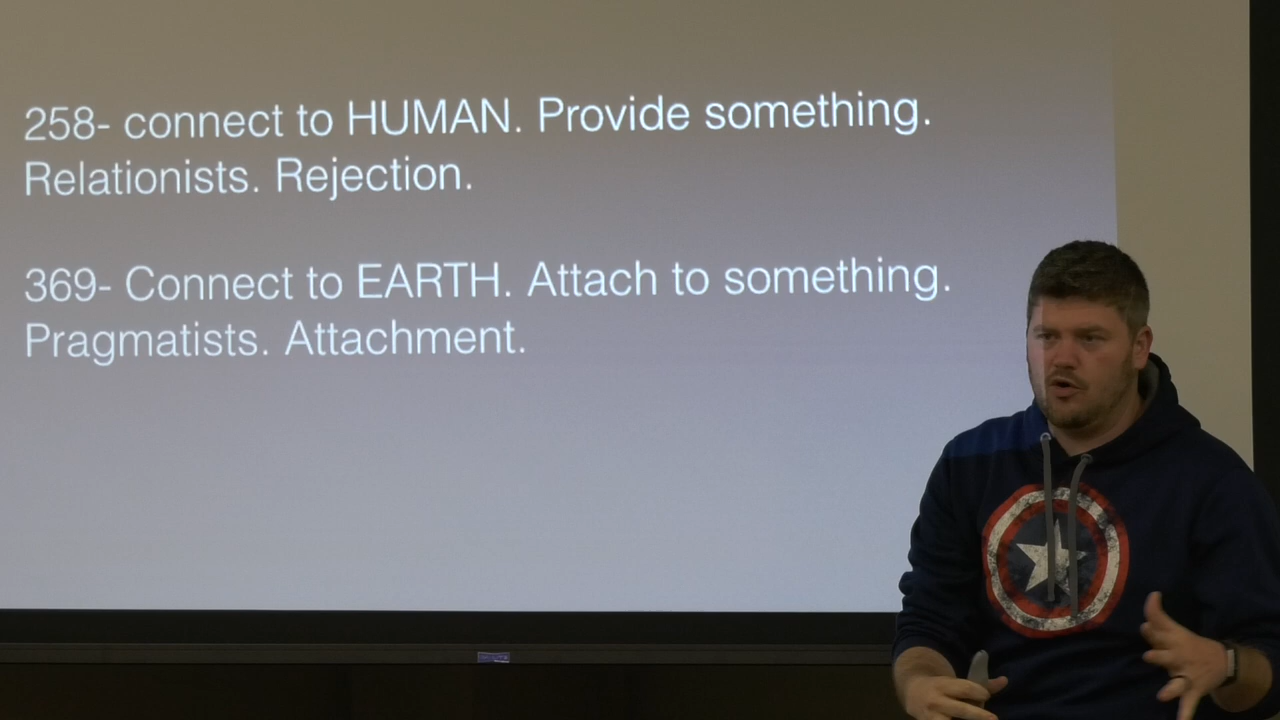 258- connect to HUMAN. Provide something.
Relationists. Rejection.
369- Connect to EARTH. Attach to something.
Pragmatists. Attachment.